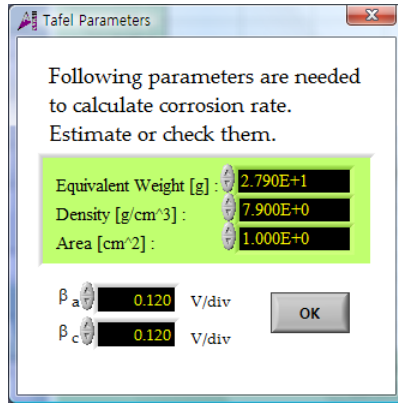 Tafel Parameters
Following parameters are needed
to calculate corrosion rate.
Estimate or check them.
Equivalent Weight [g] : 2.790E+1
Density [g/cm^3] : 7.900E+0
Area [cm^2] : 1.000E+0
βa 0.120 V/div
βc 0.120 V/div
OK